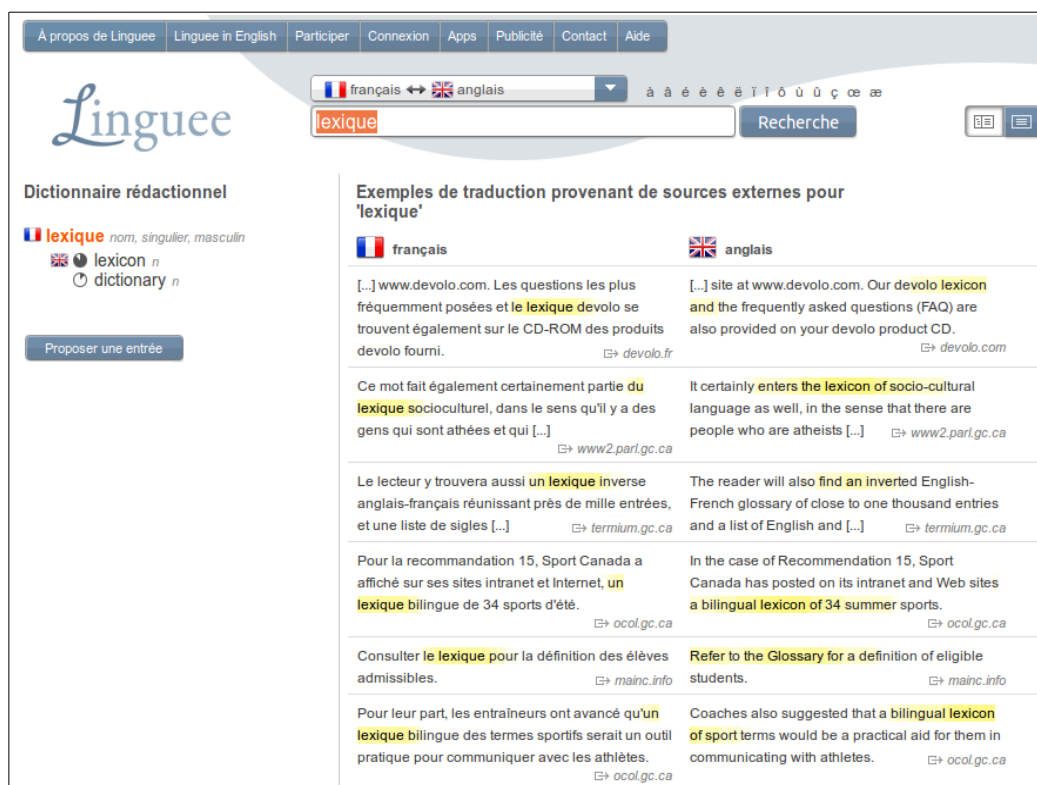 À propos de Linguee Linguee in English Participer Connexion Apps Publicité Contact Aide
Linguee
français ↔ anglais
à â é è ê ë ï î ô ù û ç œ æ
lexique
Recherche
Dictionnaire rédactionnel
lexique nom, singulier, masculin
lexicon n
dictionary n
Proposer une entrée
Exemples de traduction provenant de sources externes pour
'lexique'
français
anglais
[...] www.devolo.com. Les questions les plus
fréquemment posées et le lexique devolo se
trouvent également sur le CD-ROM des produits
devolo fourni.
devolo.fr
[...] site at www.devolo.com. Our devolo lexicon
and the frequently asked questions (FAQ) are
also provided on your devolo product CD.
devolo.com
Ce mot fait également certainement partie du
lexique socioculturel, dans le sens qu'il y a des
gens qui sont athées et qui [...]
www2.parl.gc.ca
It certainly enters the lexicon of socio-cultural
language as well, in the sense that there are
people who are atheists [...]
www2.parl.gc.ca
Le lecteur y trouvera aussi un lexique inverse
anglais-français réunissant près de mille entrées,
et une liste de sigles [...]
termium.gc.ca
The reader will also find an inverted English-
French glossary of close to one thousand entries
and a list of English and [...]
termium.gc.ca
Pour la recommandation 15, Sport Canada a
affiché sur ses sites intranet et Internet, un
lexique bilingue de 34 sports d'été.
ocol.gc.ca
In the case of Recommendation 15, Sport
Canada has posted on its intranet and Web sites
a bilingual lexicon of 34 summer sports.
ocol.gc.ca
Consulter le lexique pour la définition des élèves
admissibles.
mainc.info
Refer to the Glossary for a definition of eligible
students.
mainc.info
Pour leur part, les entraîneurs ont avancé qu'un
lexique bilingue des termes sportifs serait un outil
pratique pour communiquer avec les athlètes.
ocol.gc.ca
Coaches also suggested that a bilingual lexicon
of sport terms would be a practical aid for them in
communicating with athletes.
ocol.gc.ca